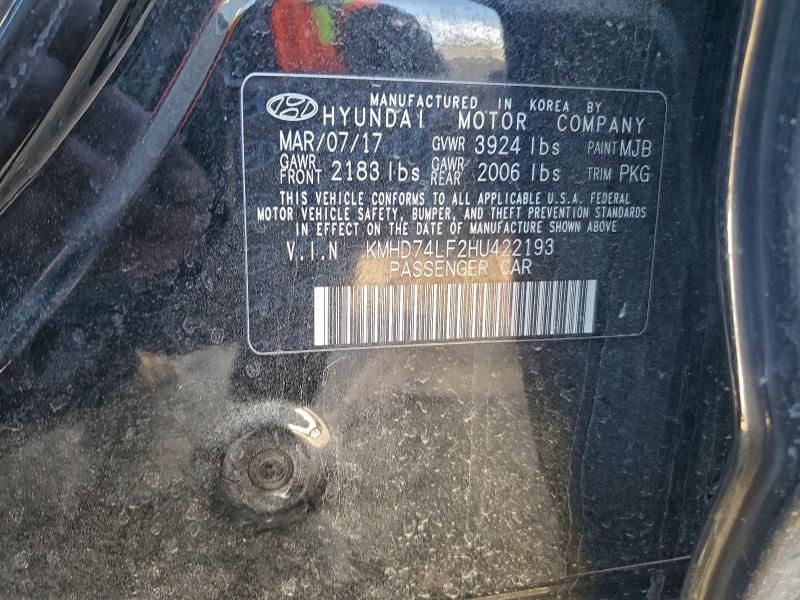 MANUFACTURED IN KOREA BY
HYUNDAI MOTOR COMPANY
MAR/07/17 GVWR 3924 lbs PAINT MJB
GAWR FRONT 2183 lbs GAWR REAR 2006 lbs TRIM PKG
THIS VEHICLE CONFORMS TO ALL APPLICABLE U.S.A. FEDERAL
MOTOR VEHICLE SAFETY, BUMPER, AND THEFT PREVENTION STANDARDS
IN EFFECT ON THE DATE OF MANUFACTURE SHOWN ABOVE
V.I.N KMHD74LF2HU422193
PASSENGER CAR